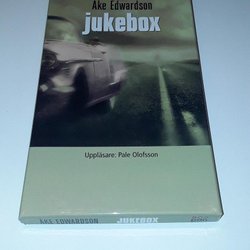 Åke Edwardson
jukebox
Uppläsare: Pale Olofsson
ÅKE EDWARDSON JUKEBOX